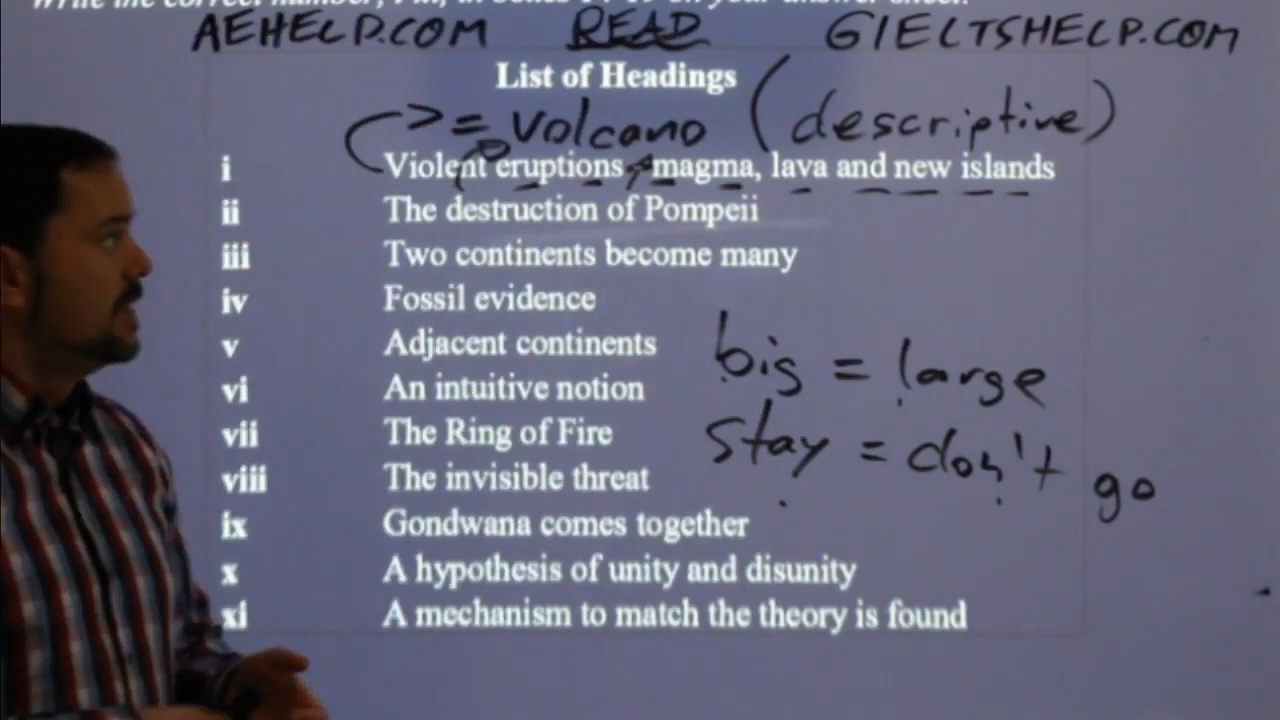 AEHELP.COM READ GIELTSHELP.COM
List of Headings
= volcano (descriptive)
i Violent eruptions, magma, lava and new islands
ii The destruction of Pompeii
iii Two continents become many
iv Fossil evidence
v Adjacent continents
big = large
vi An intuitive notion
vii The Ring of Fire
stay = don't go
viii The invisible threat
ix Gondwana comes together
x A hypothesis of unity and disunity
xi A mechanism to match the theory is found